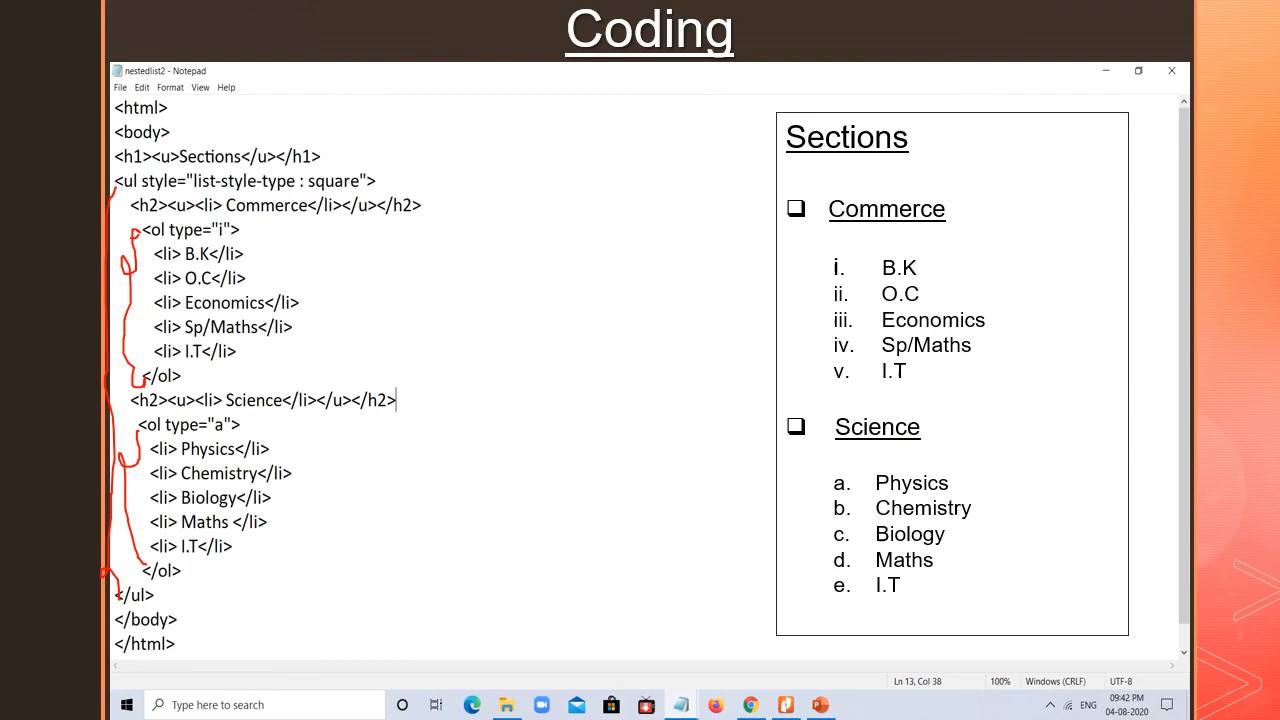 Coding
nestedlist2 - Notepad
File Edit Format View Help
<html>
<body>
<h1><u>Sections</u></h1>
<ul style="list-style-type : square">
<h2><u><li> Commerce</li></u></h2>
<ol type="i">
<li> B.K</li>
<li> O.C</li>
<li> Economics</li>
<li> Sp/Maths</li>
<li> I.T</li>
</ol>
<h2><u><li> Science</li></u></h2>
<ol type="a">
<li> Physics</li>
<li> Chemistry</li>
<li> Biology</li>
<li> Maths </li>
<li> I.T</li>
</ol>
</ul>
</body>
</html>
Sections
Commerce
i. B.K
ii. O.C
iii. Economics
iv. Sp/Maths
v. I.T
Science
a. Physics
b. Chemistry
c. Biology
d. Maths
e. I.T
Ln 13, Col 38 100% Windows (CRLF) UTF-8
Type here to search
ENG
09:42 PM
04-08-2020